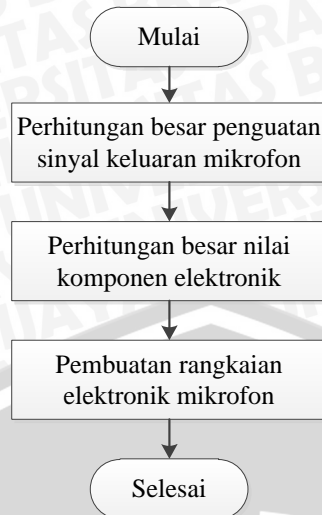 Mulai
Perhitungan besar penguatan
sinyal keluaran mikrofon
Perhitungan besar nilai
komponen elektronik
Pembuatan rangkaian
elektronik mikrofon
Selesai